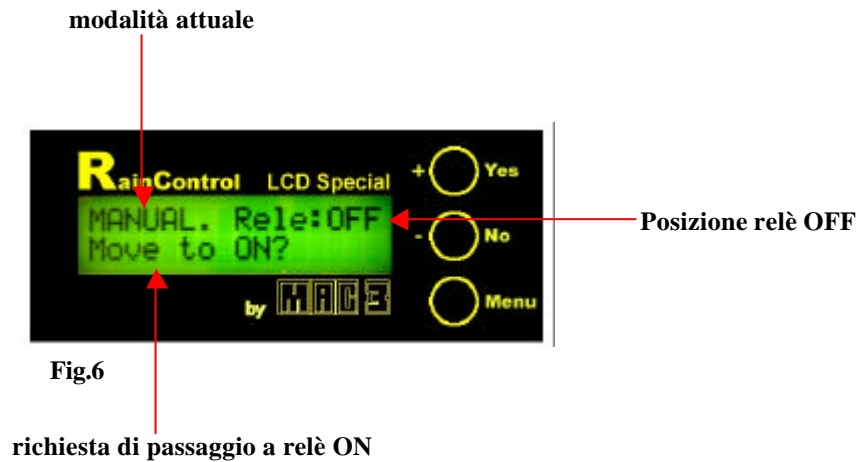 modalità attuale
RainControl LCD Special
+ Yes
MANUAL. Rele:OFF
Move to ON?
- No
Posizione relè OFF
by MAC3
Menu
Fig.6
richiesta di passaggio a relè ON